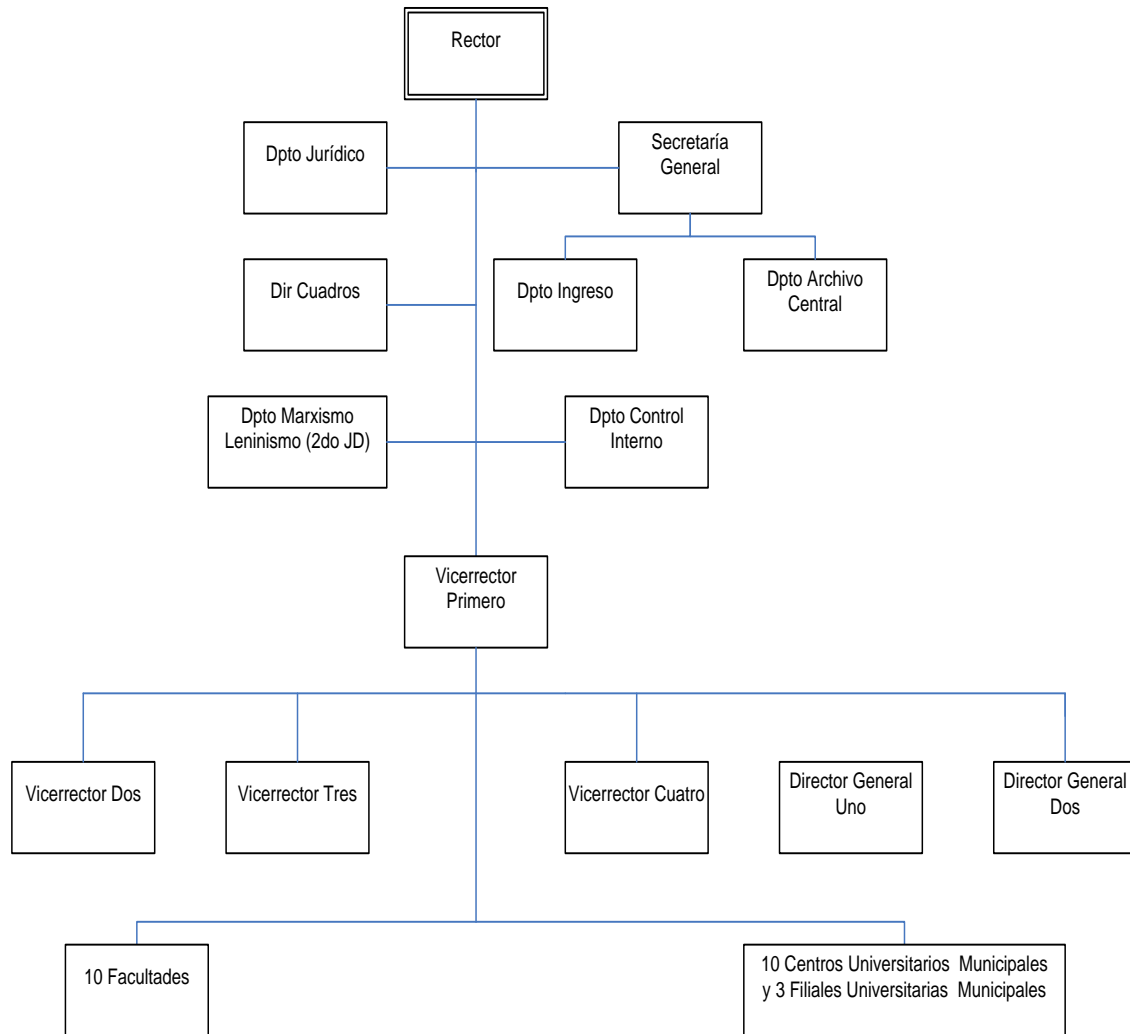 Rector
Dpto Jurídico
Secretaría
General
Dir Cuadros
Dpto Ingreso
Dpto Archivo
Central
Dpto Marxismo
Leninismo (2do JD)
Dpto Control
Interno
Vicerrector
Primero
Vicerrector Dos
Vicerrector Tres
Vicerrector Cuatro
Director General
Uno
Director General
Dos
10 Facultades
10 Centros Universitarios Municipales
y 3 Filiales Universitarias Municipales